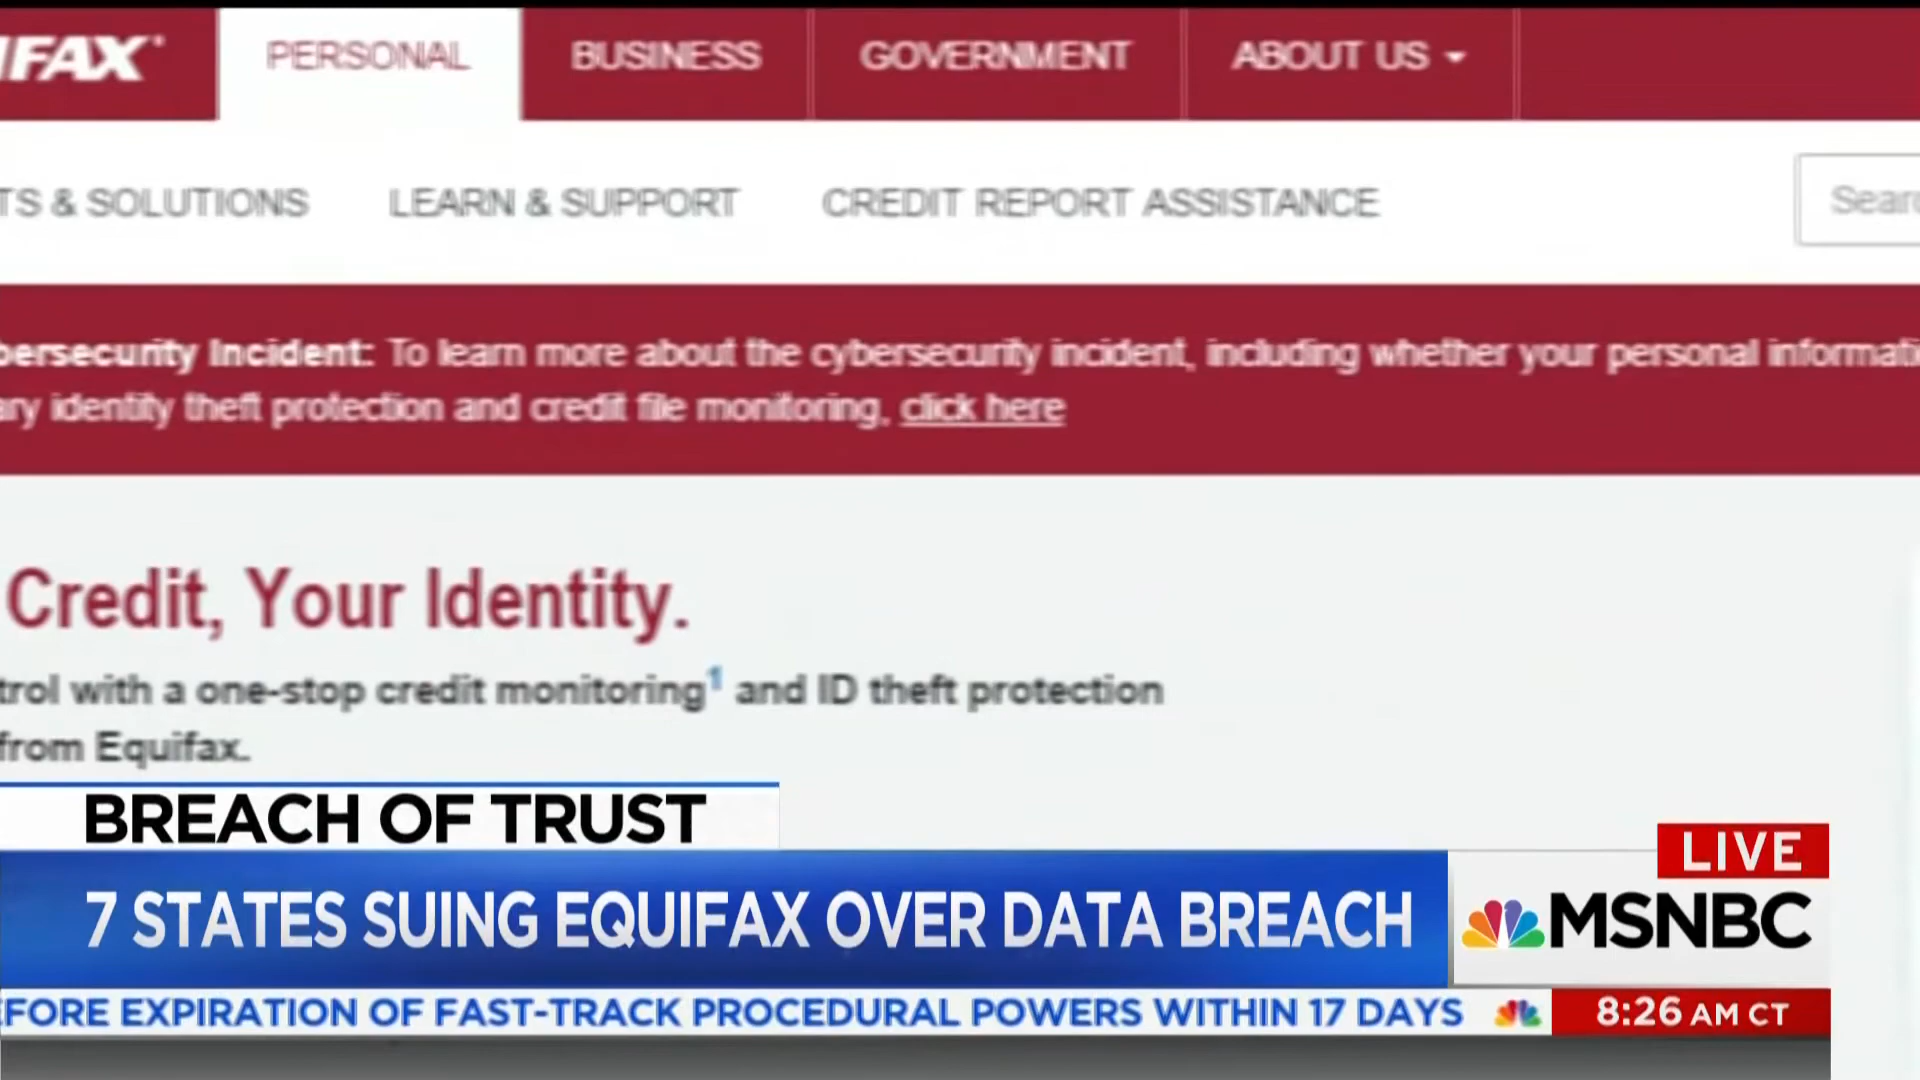 IFAX
PERSONAL BUSINESS GOVERNMENT ABOUT US
TS & SOLUTIONS LEARN & SUPPORT CREDIT REPORT ASSISTANCE Searc
bersecurity Incident: To learn more about the cybersecurity incident, including whether your personal informati
ary identity theft protection and credit file monitoring, click here
Credit, Your Identity.
trol with a one-stop credit monitoring1 and ID theft protection
from Equifax.
BREACH OF TRUST
LIVE
7 STATES SUING EQUIFAX OVER DATA BREACH
MSNBC
EFORE EXPIRATION OF FAST-TRACK PROCEDURAL POWERS WITHIN 17 DAYS
8:26 AM CT